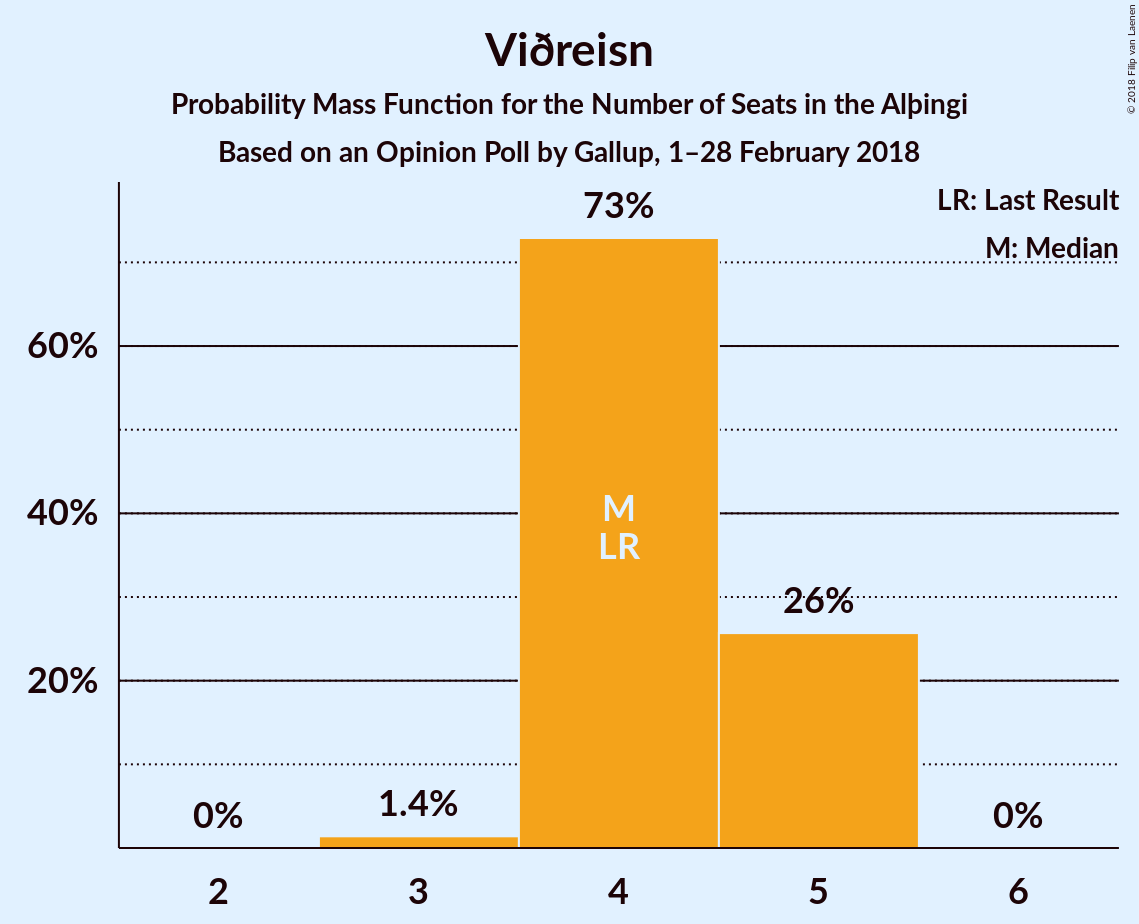 Viðreisn
Probability Mass Function for the Number of Seats in the Alþingi
Based on an Opinion Poll by Gallup, 1–28 February 2018
© 2018 Filip van Laenen
LR: Last Result
M: Median
73%
60%
40%
20%
M
LR
26%
1.4%
0%
0%
2
3
4
5
6